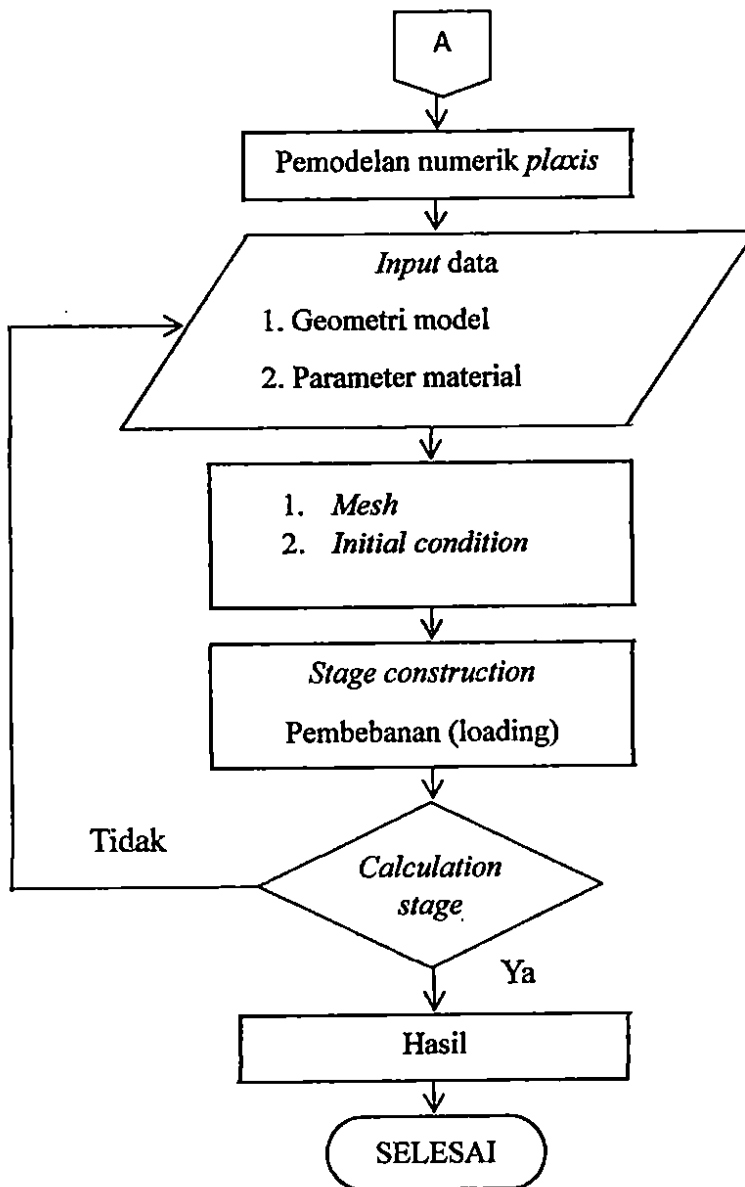 A
Pemodelan numerik plaxis
Input data
1. Geometri model
2. Parameter material
1. Mesh
2. Initial condition
Stage construction
Pembebanan (loading)
Tidak
Calculation
stage
Ya
Hasil
SELESAI